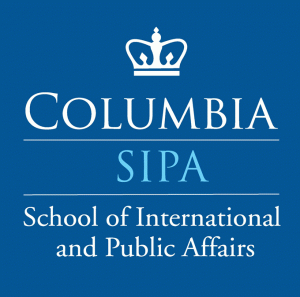 COLUMBIA
SIPA
School of International
and Public Affairs